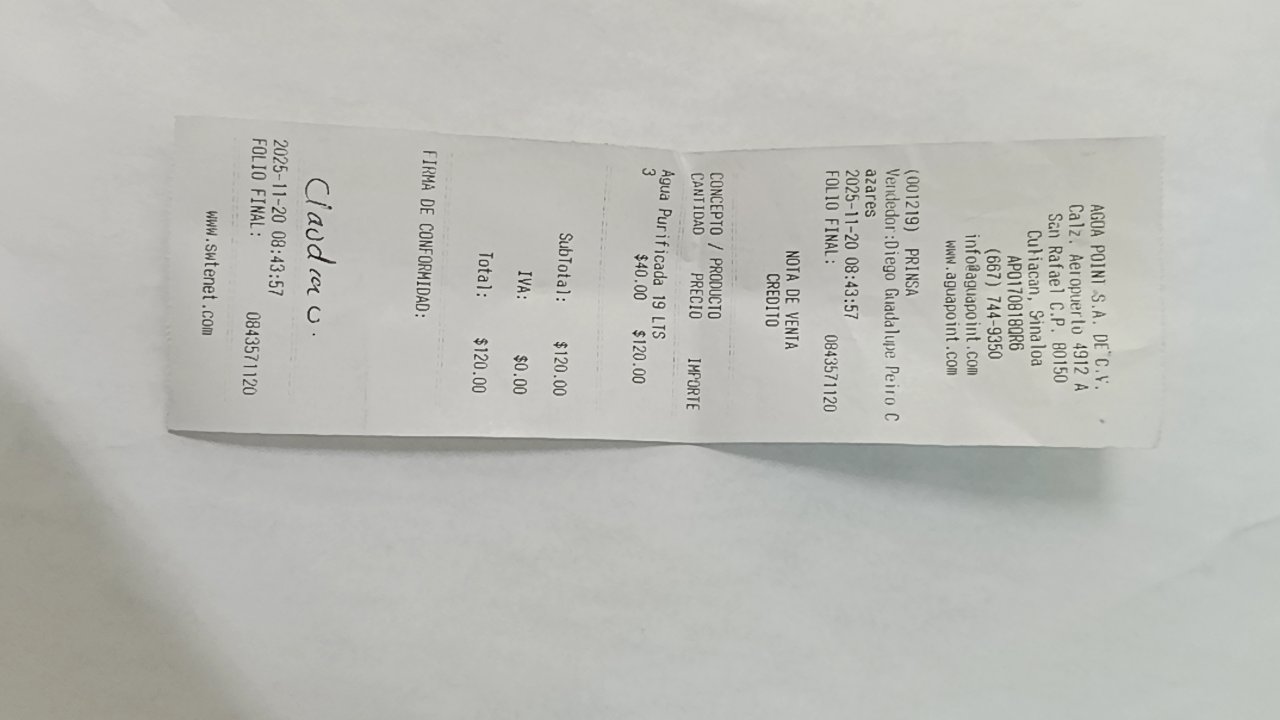 AGUA POINT S.A. DE C.V.
Calz. Aeropuerto 4912 A
San Rafael C.P. 80150
Culiacan, Sinaloa
APO170818QR6
(667) 744-9350
info@aguapoint.com
www.aguapoint.com
(001219) PRINSA
Vendedor:Diego Guadalupe Peiro C
azares
2025-11-20 08:43:57
FOLIO FINAL: 0843571120
NOTA DE VENTA
CREDITO
CONCEPTO / PRODUCTO
CANTIDAD PRECIO IMPORTE
Agua Purificada 19 LTS
3 $40.00 $120.00
SubTotal: $120.00
IVA: $0.00
Total: $120.00
FIRMA DE CONFORMIDAD:
2025-11-20 08:43:57
FOLIO FINAL: 0843571120
www.swtenet.com